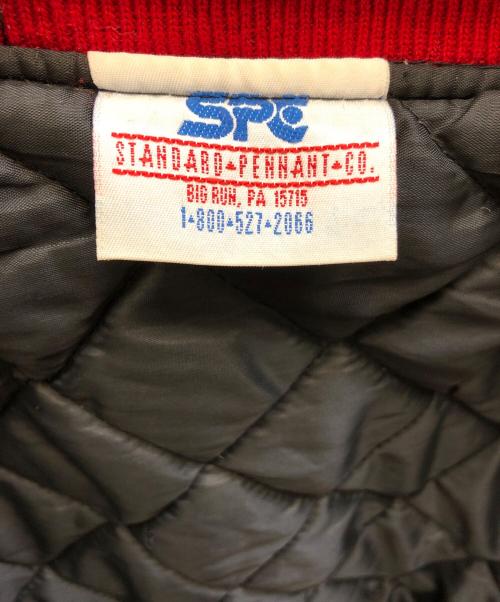 SPC
STANDARD▲PENNANT▲CO.
BIG RUN, PA 15715
1▲800▲527▲2066